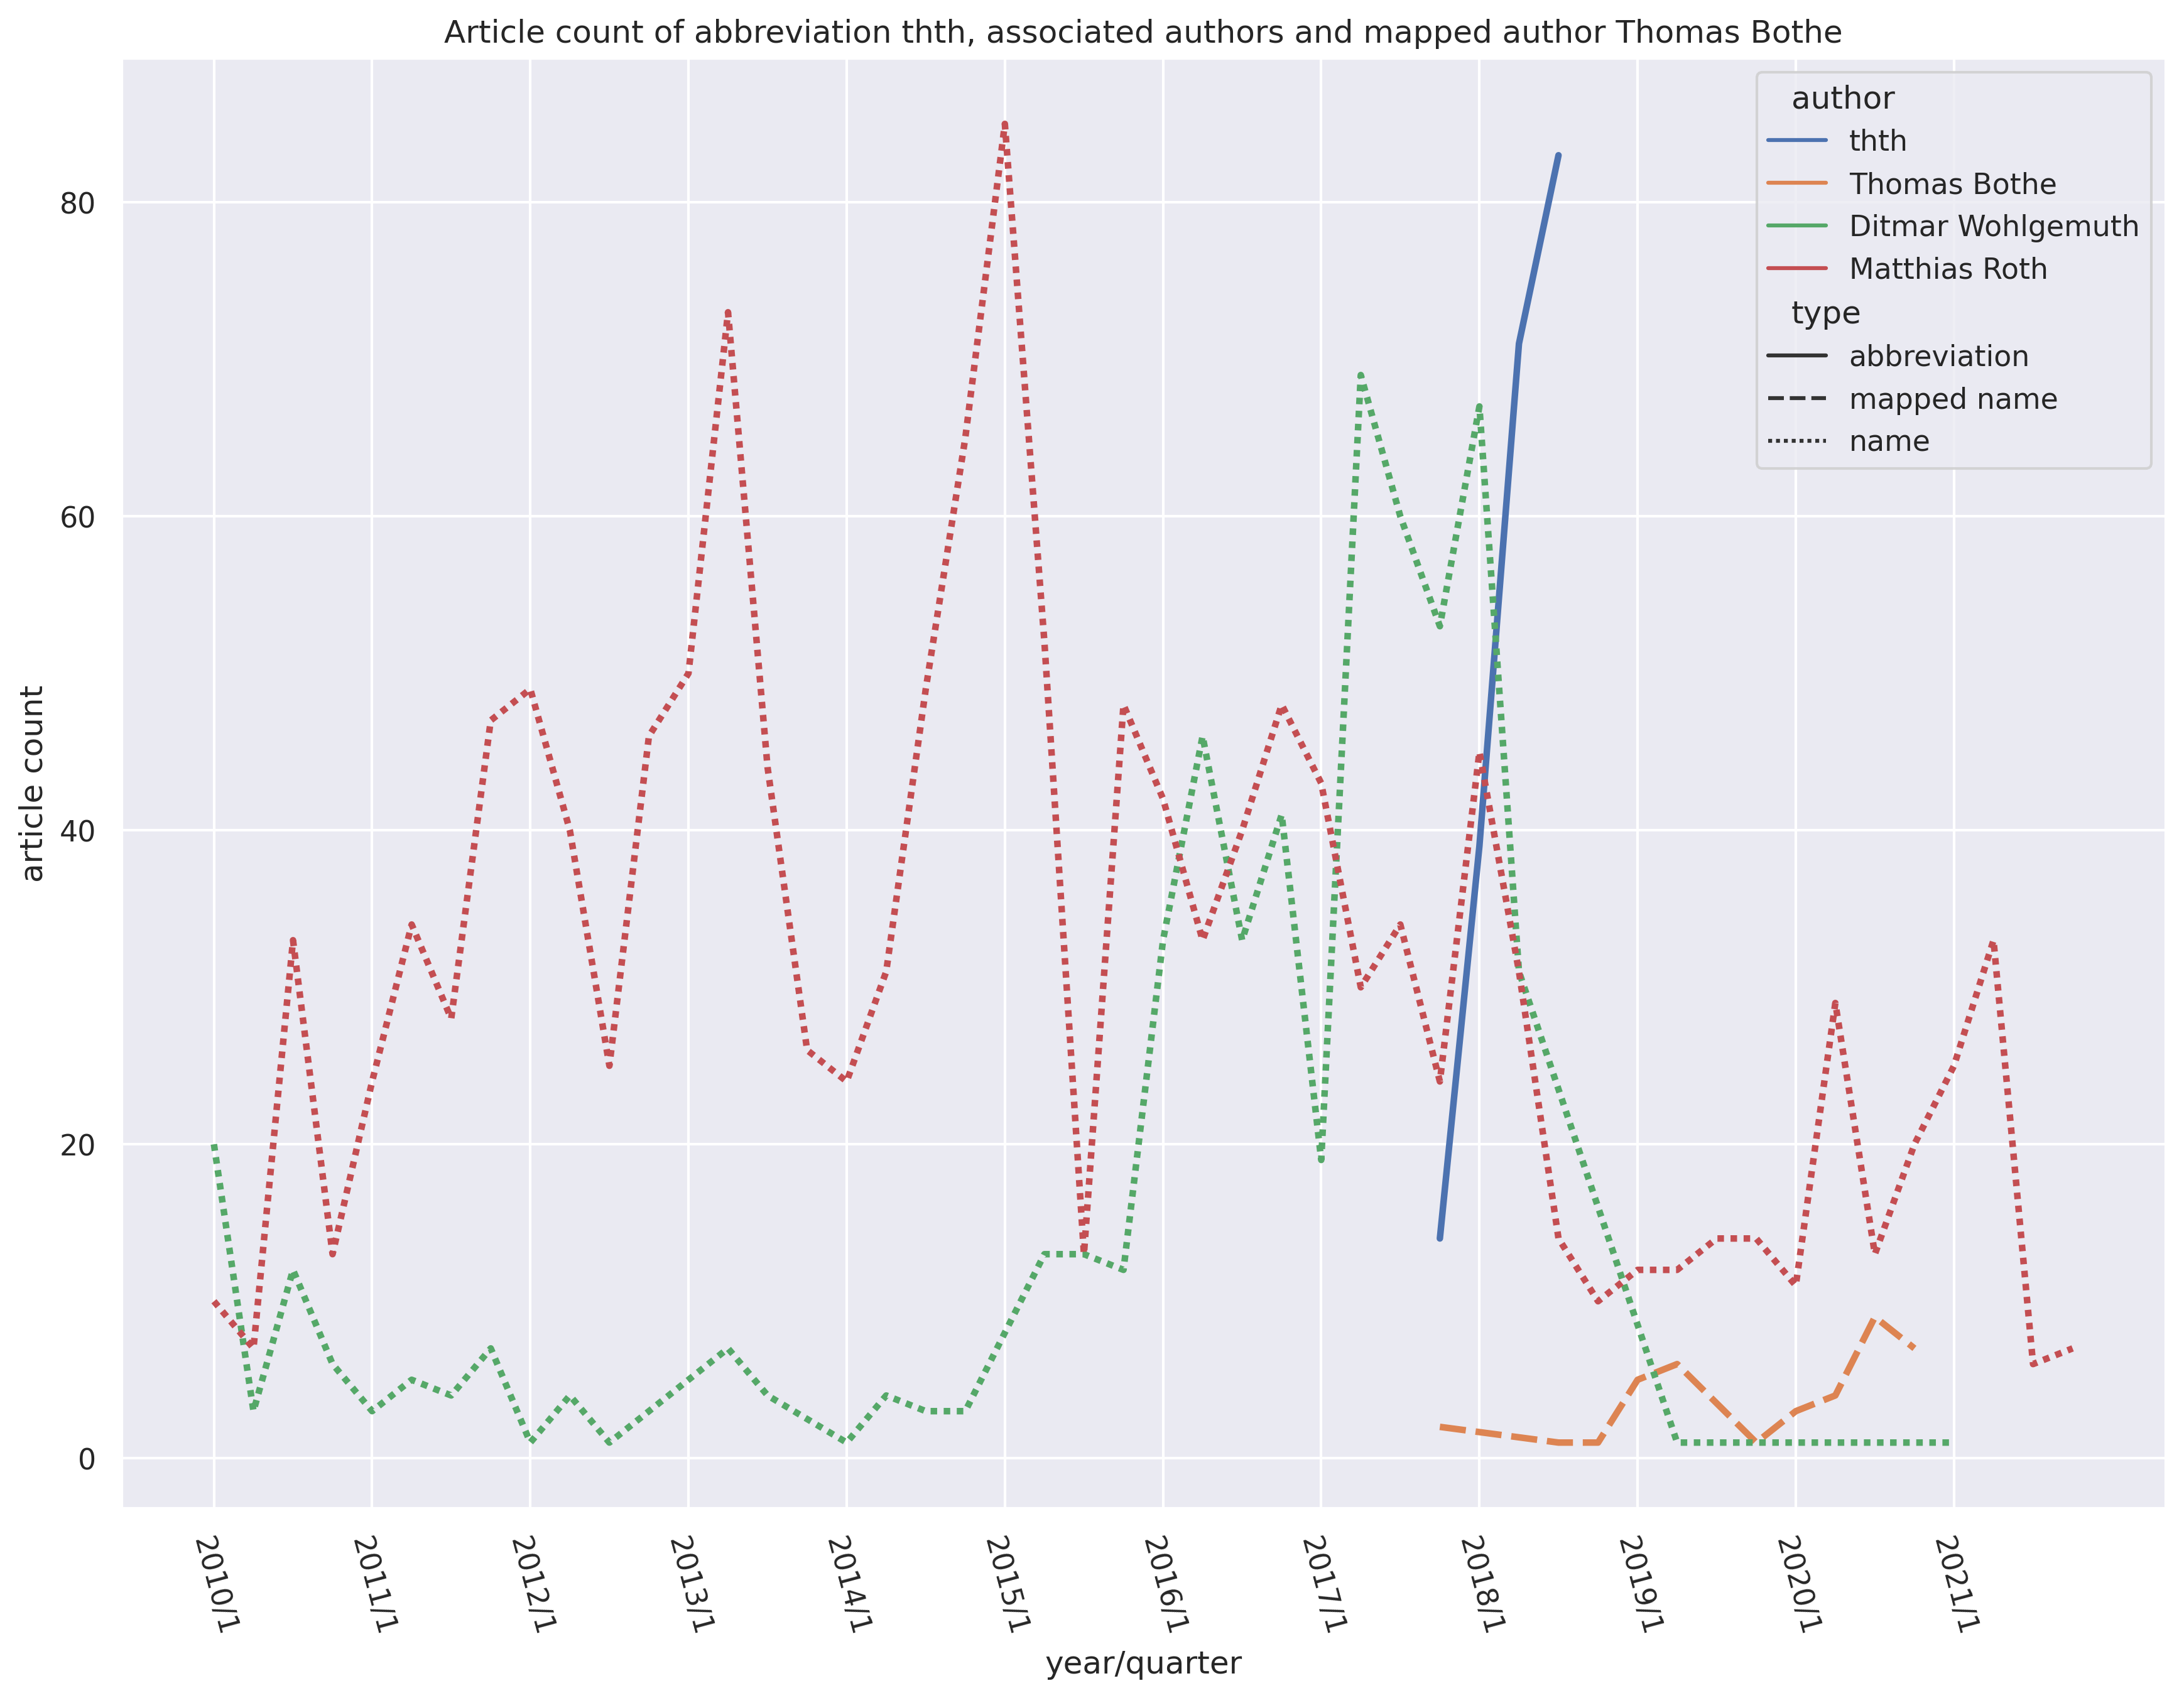 Article count of abbreviation thth, associated authors and mapped author Thomas Bothe
author
thth
Thomas Bothe
Ditmar Wohlgemuth
Matthias Roth
type
abbreviation
mapped name
name
article count
80
60
40
20
0
2010/1
2011/1
2012/1
2013/1
2014/1
2015/1
2016/1
2017/1
2018/1
2019/1
2020/1
2021/1
year/quarter